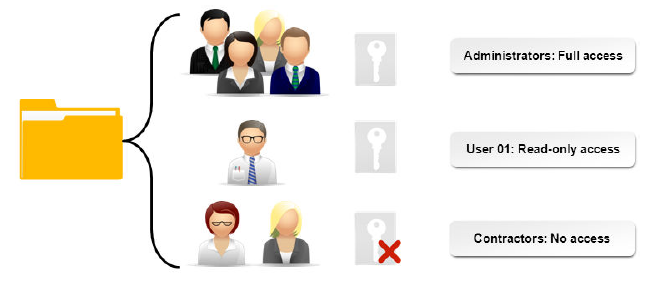 Administrators: Full access
User 01: Read-only access
Contractors: No access